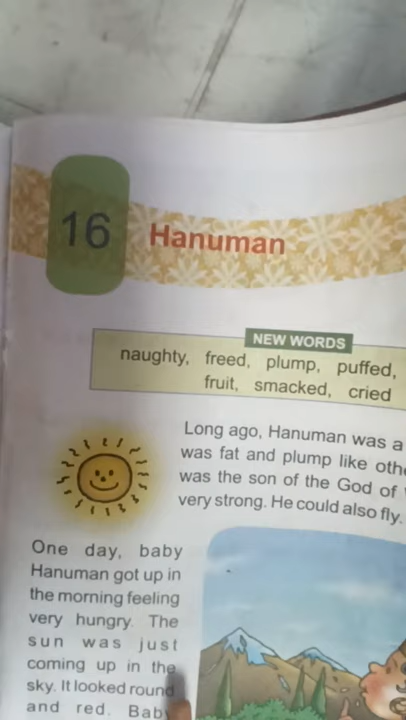 16
Hanuman
NEW WORDS
naughty, freed, plump, puffed,
fruit, smacked, cried
Long ago, Hanuman was a
was fat and plump like
was the son of the God of
very strong. He could also fly.
One day, baby
Hanuman got up in
the morning feeling
very hungry. The
sun was just
coming up in the
sky. It looked round
and red.